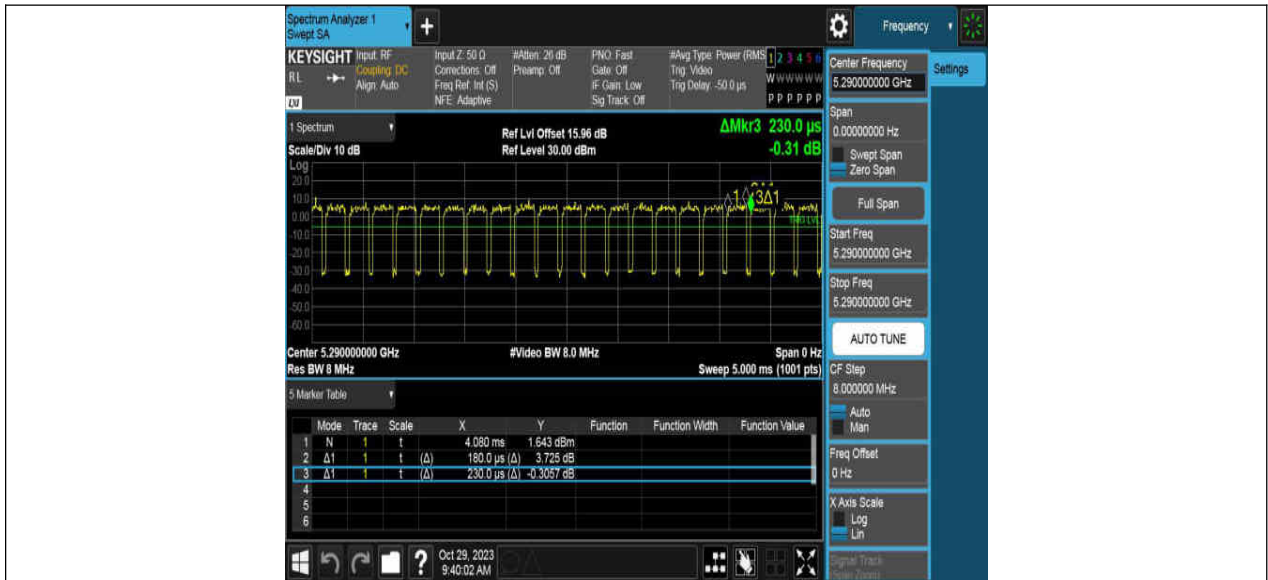 Spectrum Analyzer 1
Swept SA
Frequency
KEYSIGHT
RL
LXI
Input: RF
Coupling: DC
Align: Auto
Input Z: 50 Ω
Corrections: Off
Freq Ref: Int (S)
NFE: Adaptive
#Atten: 26 dB
Preamp: Off
PNO: Fast
Gate: Off
IF Gain: Low
Sig Track: Off
#Avg Type: Power (RMS
Trig: Video
Trig Delay: -50.0 µs
1 2 3 4 5 6
W W W W W W
P P P P P P
1 Spectrum
Scale/Div 10 dB
Ref Lvl Offset 15.96 dB
Ref Level 30.00 dBm
ΔMkr3 230.0 µs
-0.31 dB
Log
20.0
10.0
0.00
-10.0
-20.0
-30.0
-40.0
-50.0
-60.0
1
3Δ1
TRIG LVL
Center 5.290000000 GHz
#Video BW 8.0 MHz
Span 0 Hz
Res BW 8 MHz
Sweep 5.000 ms (1001 pts)
5 Marker Table
Mode Trace Scale X Y Function Function Width Function Value
1 N 1 t 4.080 ms 1.643 dBm
2 Δ1 1 t (Δ) 180.0 µs (Δ) 3.725 dB
3 Δ1 1 t (Δ) 230.0 µs (Δ) -0.3057 dB
4
5
6
Oct 29, 2023
9:40:02 AM
Center Frequency
5.290000000 GHz
Settings
Span
0.00000000 Hz
Swept Span
Zero Span
Full Span
Start Freq
5.290000000 GHz
Stop Freq
5.290000000 GHz
AUTO TUNE
CF Step
8.000000 MHz
Auto
Man
Freq Offset
0 Hz
X Axis Scale
Log
Lin
Signal Track
(Span Zoom)